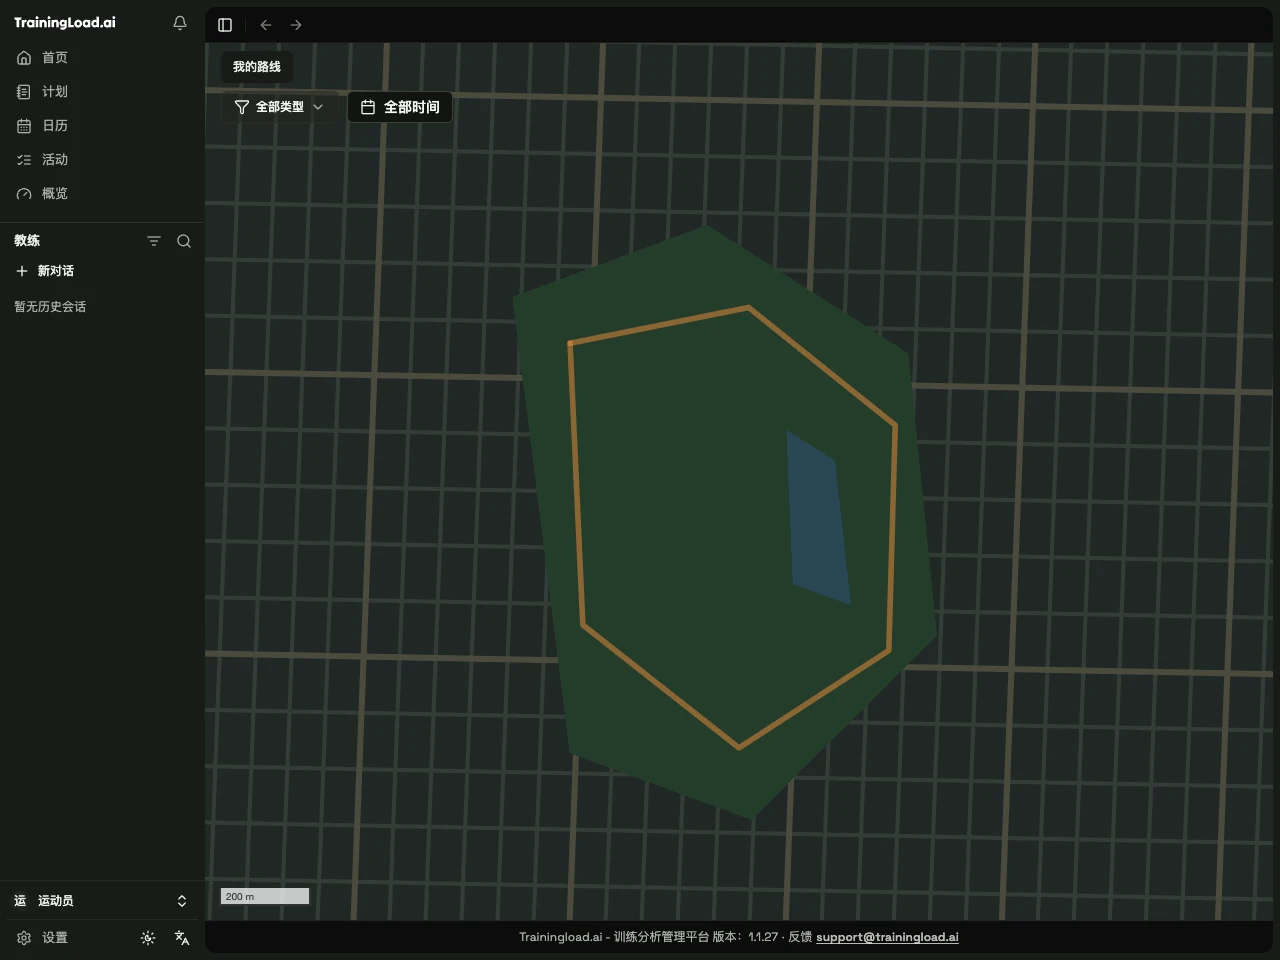 TrainingLoad.ai
首页
计划
日历
活动
概览
教练
新对话
暂无历史会话
运 运动员
设置
我的路线
全部类型
全部时间
200 m
Trainingload.ai - 训练分析管理平台 版本: 1.1.27 · 反馈 support@trainingload.ai